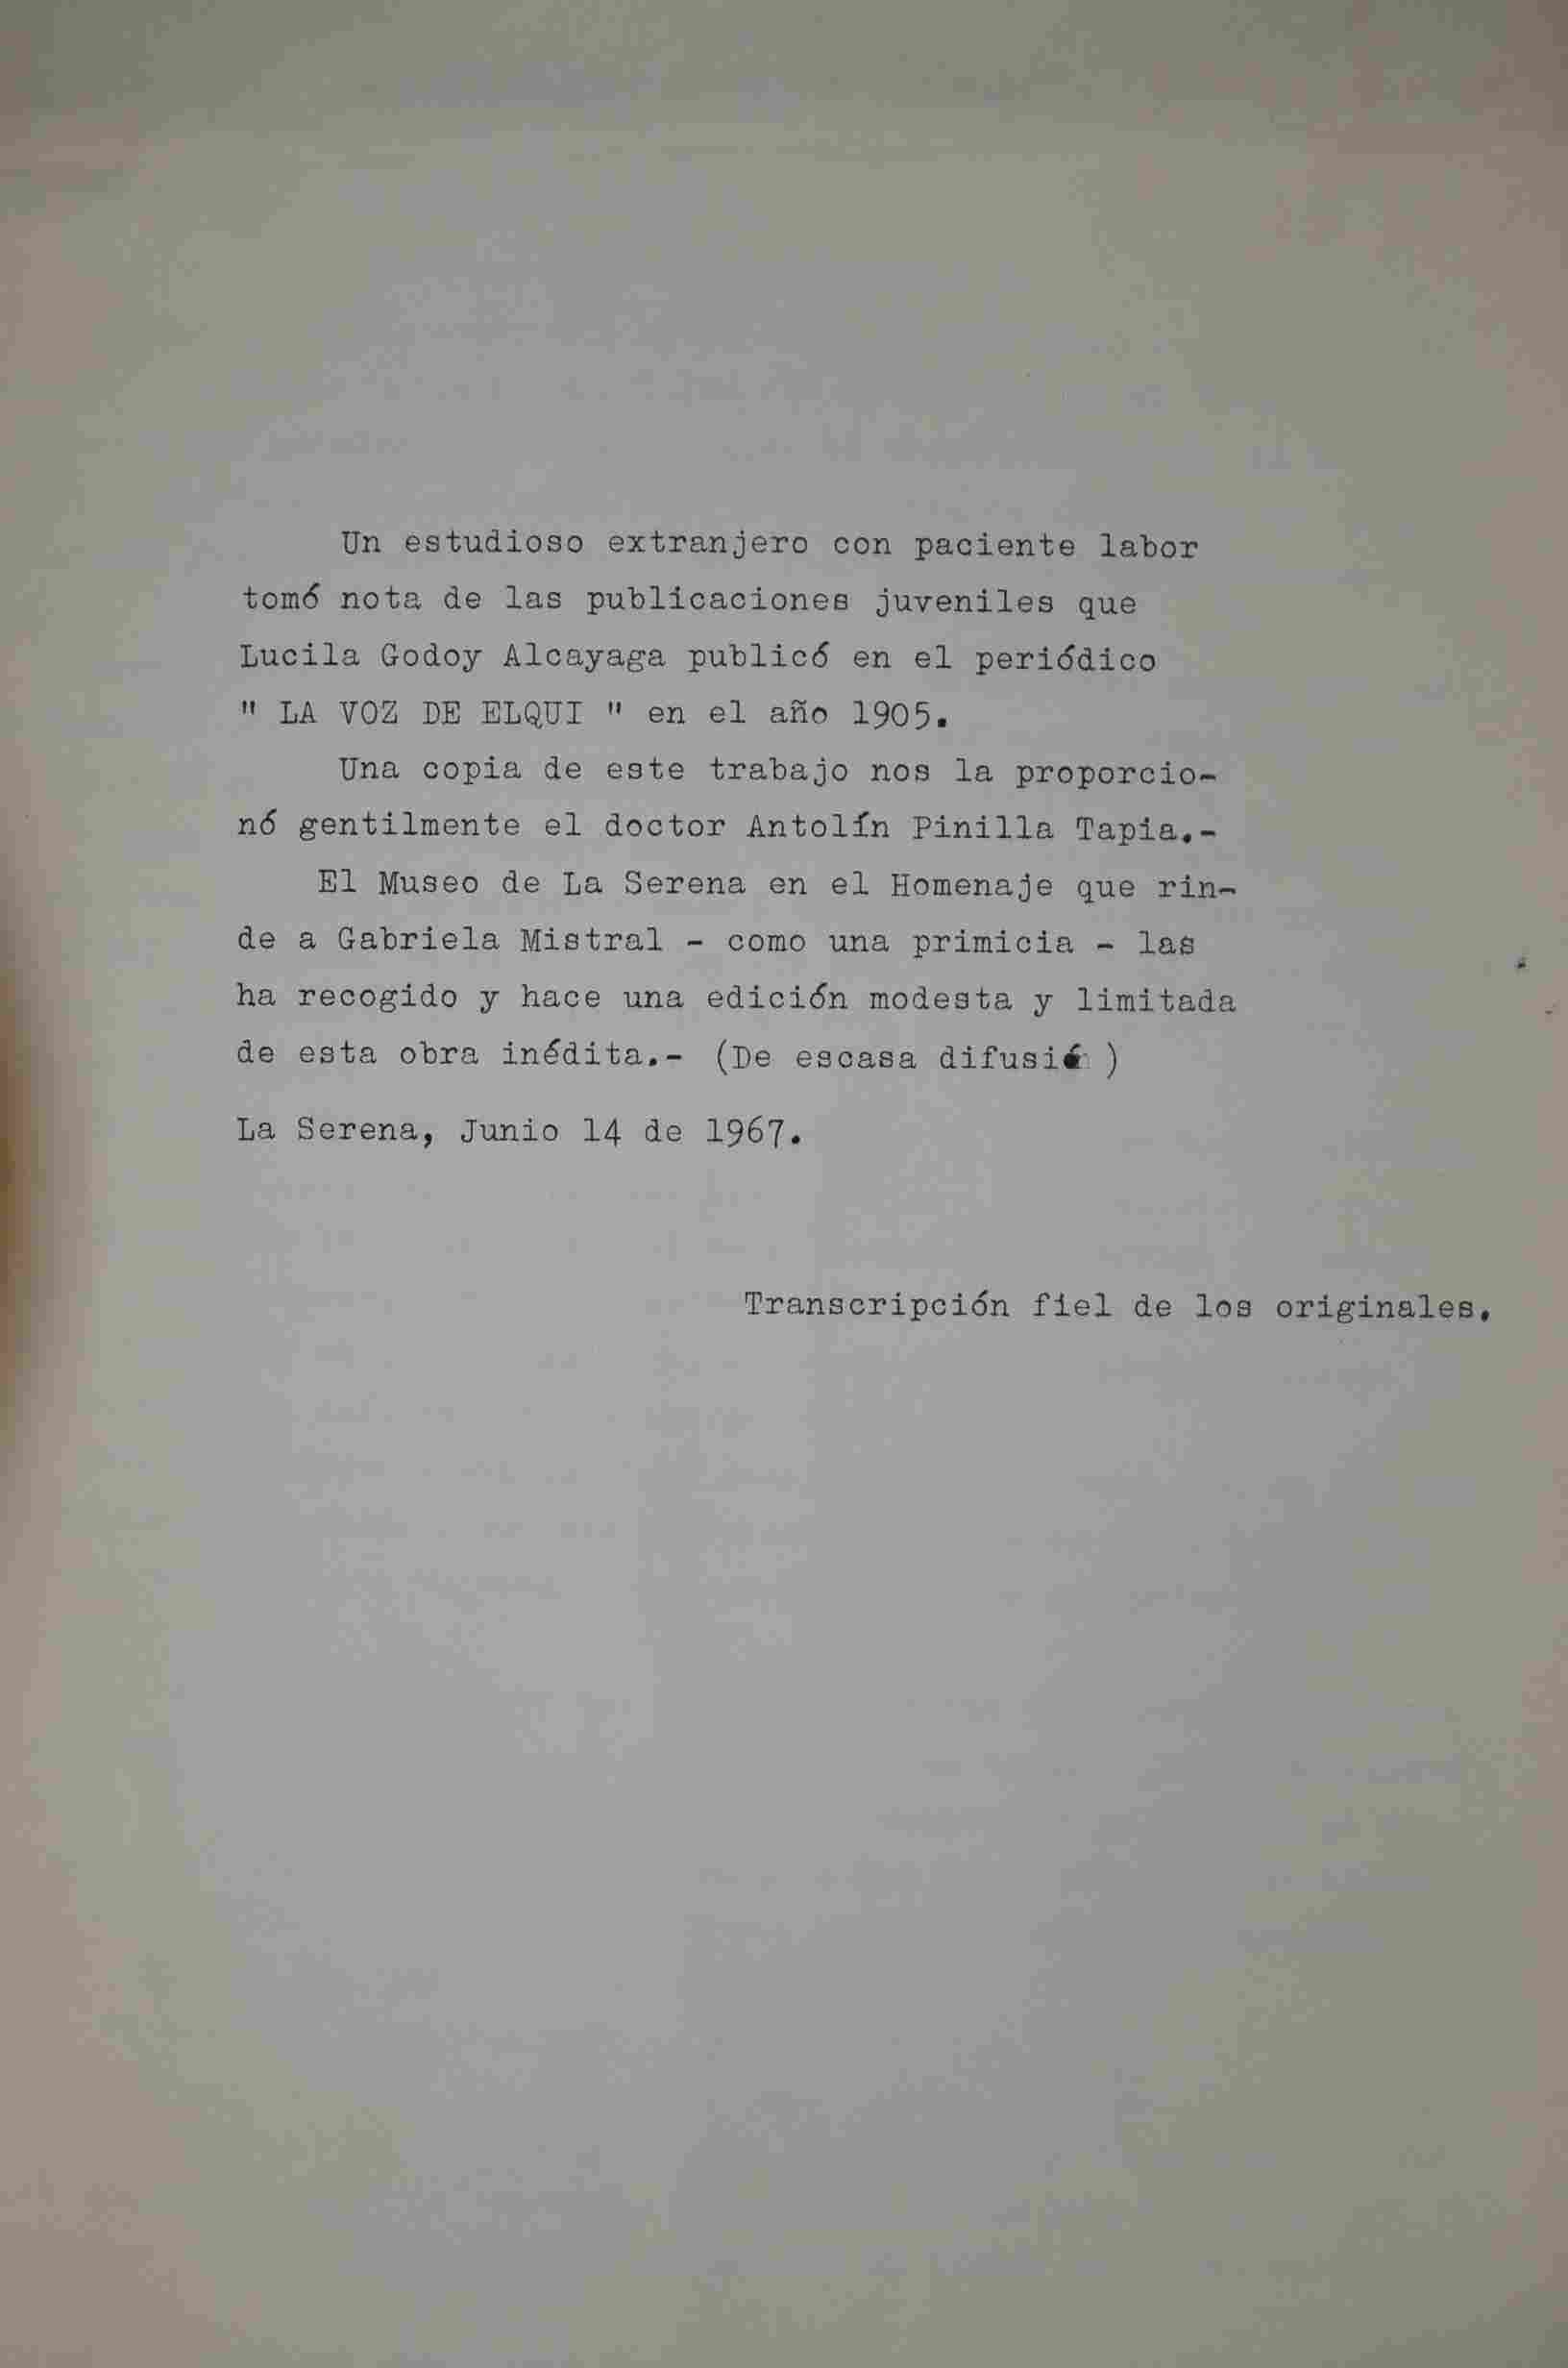 Un estudioso extranjero con paciente labor
tomó nota de las publicaciones juveniles que
Lucila Godoy Alcayaga publicó en el periódico
" LA VOZ DE ELQUI " en el año 1905.
Una copia de este trabajo nos la proporcio-
nó gentilmente el doctor Antolín Pinilla Tapia.-
El Museo de La Serena en el Homenaje que rin-
de a Gabriela Mistral - como una primicia - las
ha recogido y hace una edición modesta y limitada
de esta obra inédita.- (De escasa difusió )
La Serena, Junio 14 de 1967.
Transcripción fiel de los originales.